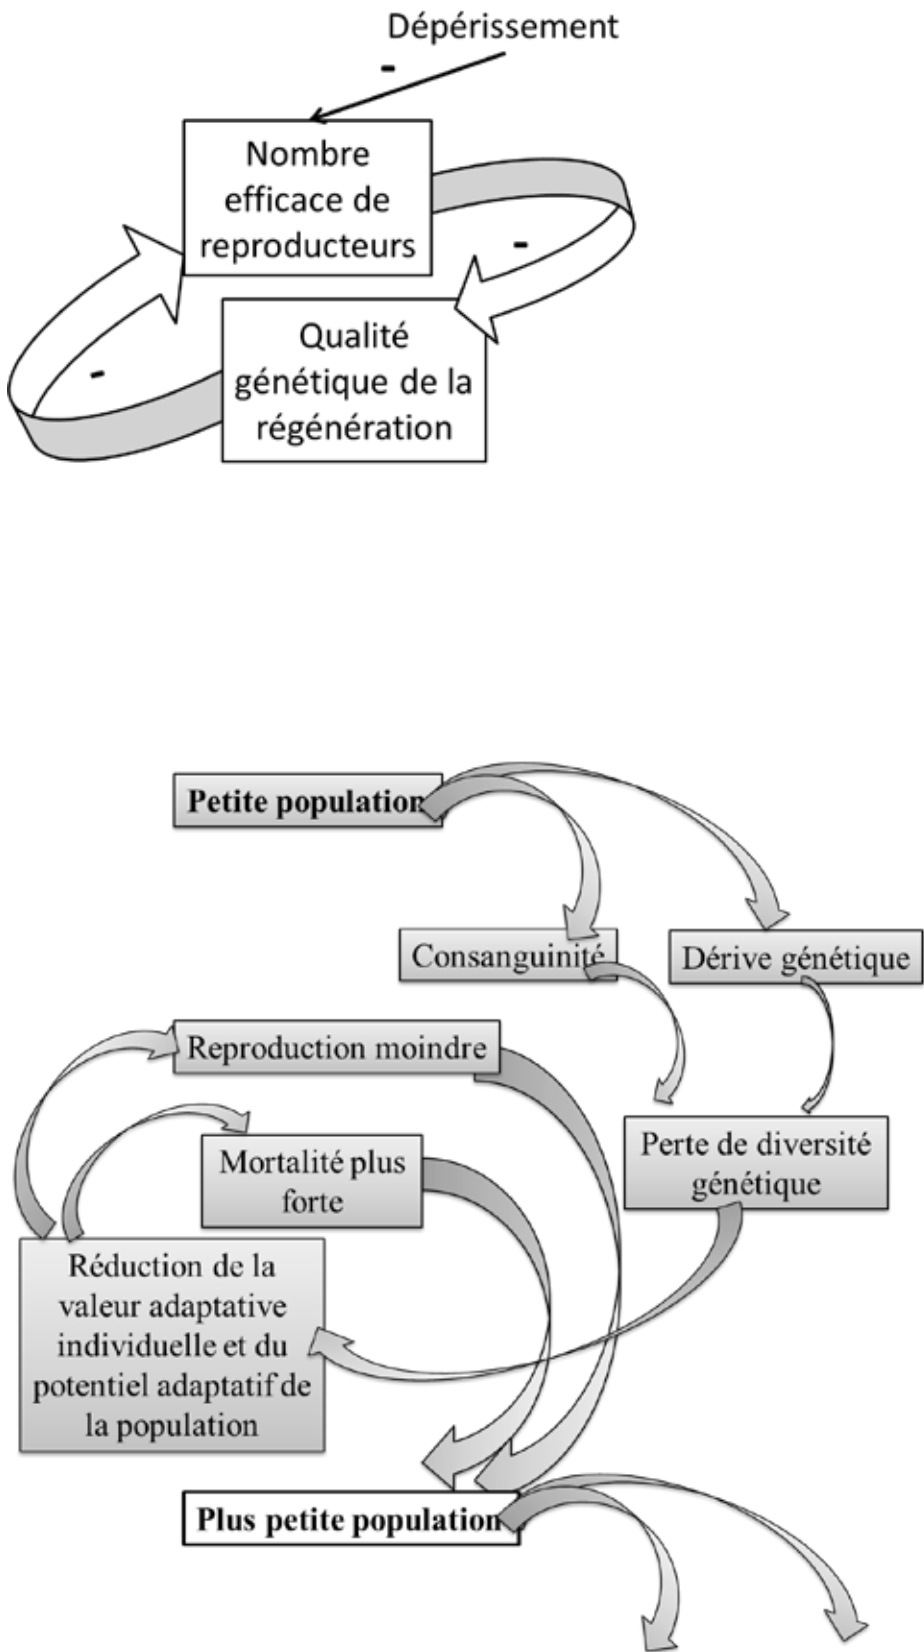 Dépérissement
-
Nombre
efficace de
reproducteurs
-
Qualité
génétique de la
régénération
-
Petite population
Consanguinité
Dérive génétique
Reproduction moindre
Mortalité plus
forte
Perte de diversité
génétique
Réduction de la
valeur adaptative
individuelle et du
potentiel adaptatif de
la population
Plus petite population